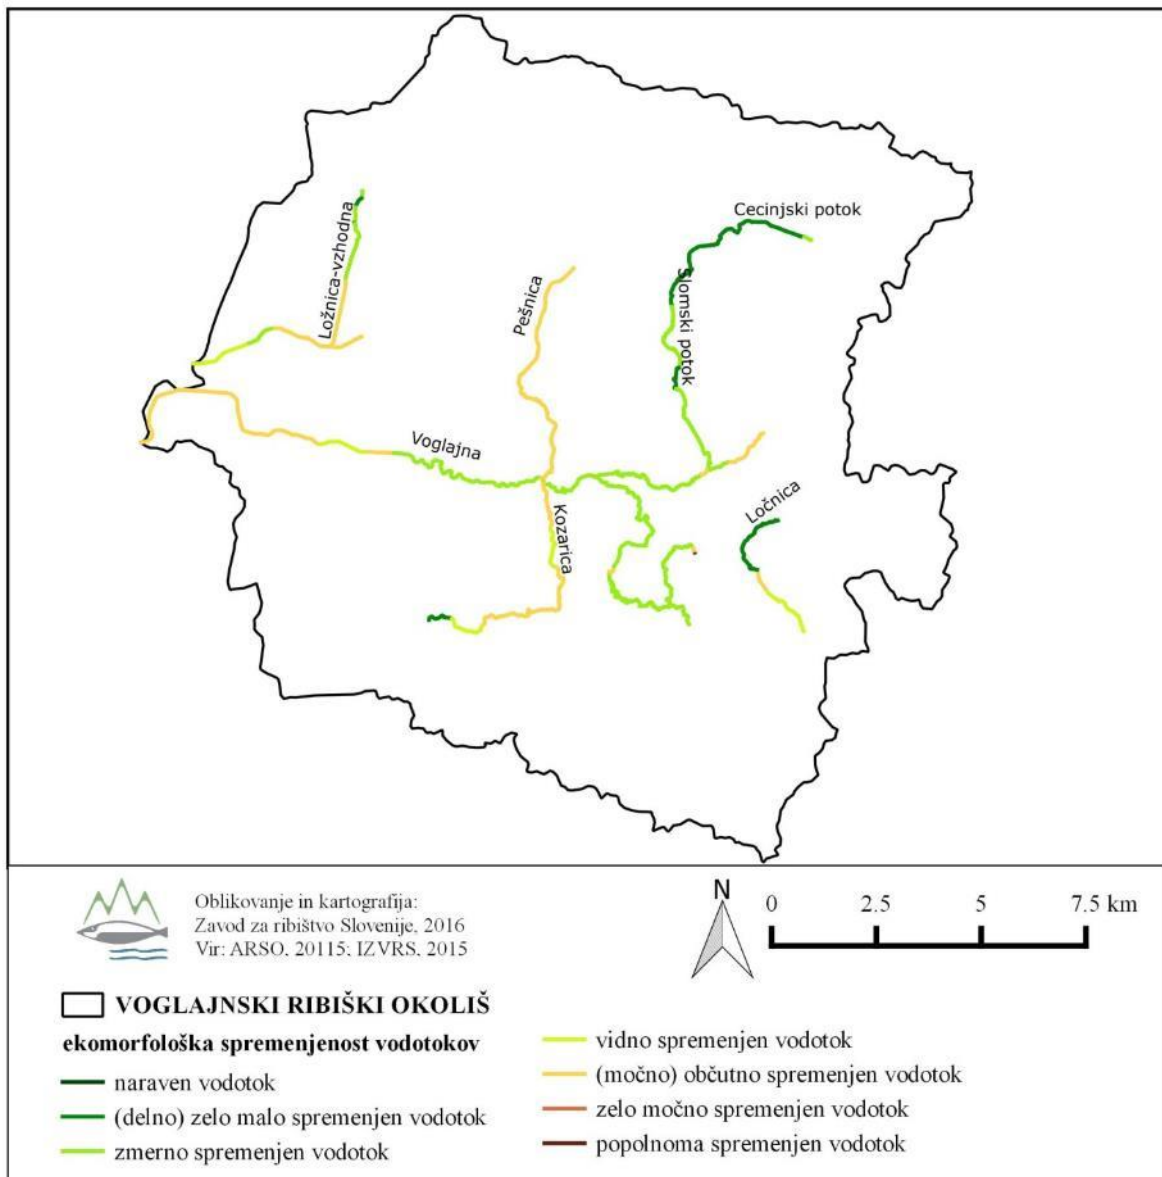 Cecinjski potok
Ložnica-vzhodna
Slomski potok
Pešnica
Voglajna
Ločnica
Kozarica
Oblikovanje in kartografija:
Zavod za ribištvo Slovenije, 2016
Vir: ARSO, 20115; IZVRS, 2015
N
0 2.5 5 7.5 km
VOGLAJNSKI RIBIŠKI OKOLIŠ
ekomorfološka spremenjenost vodotokov
naraven vodotok
(delno) zelo malo spremenjen vodotok
zmerno spremenjen vodotok
vidno spremenjen vodotok
(močno) občutno spremenjen vodotok
zelo močno spremenjen vodotok
popolnoma spremenjen vodotok